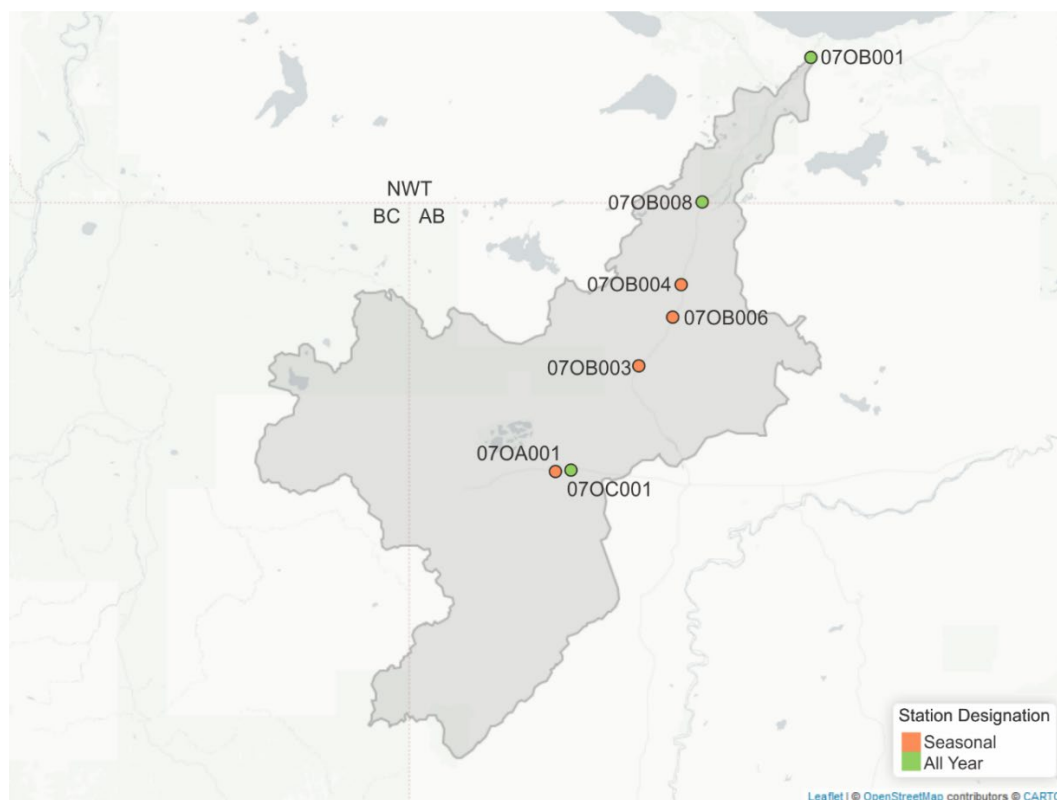 07OB001
NWT
BC AB
07OB008
07OB004
07OB006
07OB003
07OA001
07OC001
Station Designation
Seasonal
All Year
Leaflet | © OpenStreetMap contributors © CARTO